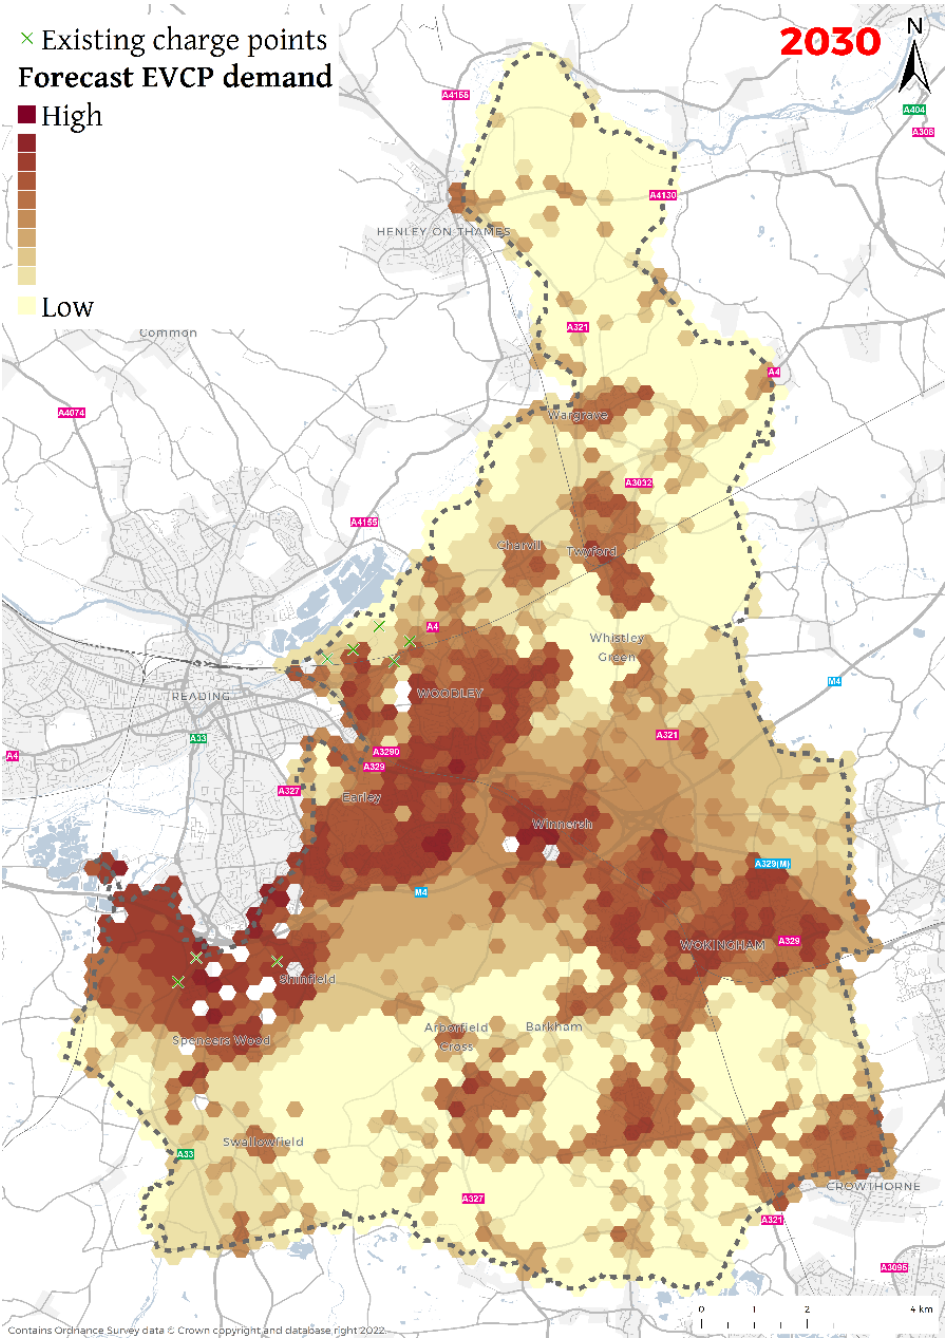 × Existing charge points
Forecast EVCP demand
High
Low
2030
N
A4155
A404
A308
A4130
HENLEY ON THAMES
A321
Common
A4
A4074
Wargrave
A3032
A4155
Charvil
Twyford
A4
Whistley
Green
M4
WOODLEY
READING
A33
A321
A4
A3290
A329
A327
Earley
Winnersh
A329(M)
M4
WOKINGHAM
A329
Shinfield
Arborfield
Cross
Barkham
Spencers Wood
Swallowfield
A33
CROWTHORNE
A327
A321
A3095
0 1 2 4 km
Contains Ordnance Survey data © Crown copyright and database right 2022